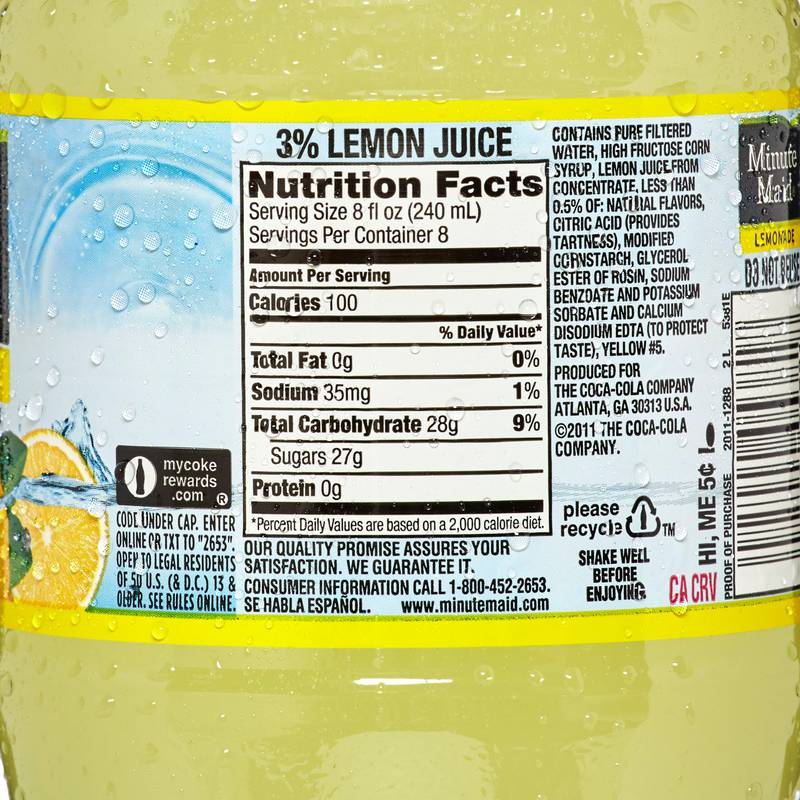 3% LEMON JUICE
Nutrition Facts
Serving Size 8 fl oz (240 mL)
Servings Per Container 8
Amount Per Serving
Calories 100
% Daily Value*
Total Fat 0g 0%
Sodium 35mg 1%
Total Carbohydrate 28g 9%
Sugars 27g
Protein 0g
*Percent Daily Values are based on a 2,000 calorie diet.
OUR QUALITY PROMISE ASSURES YOUR
SATISFACTION. WE GUARANTEE IT.
CONSUMER INFORMATION CALL 1-800-452-2653.
SE HABLA ESPAÑOL. www.minutemaid.com
mycoke
rewards
.com ®
CODE UNDER CAP. ENTER
ONLINE OR TXT TO "2653".
OPEN TO LEGAL RESIDENTS
OF 50 U.S. (& D.C.) 13 &
OLDER. SEE RULES ONLINE.
CONTAINS PURE FILTERED
WATER, HIGH FRUCTOSE CORN
SYRUP, LEMON JUICE FROM
CONCENTRATE, LESS THAN
0.5% OF: NATURAL FLAVORS,
CITRIC ACID (PROVIDES
TARTNESS), MODIFIED
CORNSTARCH, GLYCEROL
ESTER OF ROSIN, SODIUM
BENZOATE AND POTASSIUM
SORBATE AND CALCIUM
DISODIUM EDTA (TO PROTECT
TASTE), YELLOW #5.
PRODUCED FOR
THE COCA-COLA COMPANY
ATLANTA, GA 30313 U.S.A.
©2011 THE COCA-COLA
COMPANY.
please
recycle TM
SHAKE WELL
BEFORE
ENJOYING
CA CRV
HI, ME 5¢
PROOF OF PURCHASE 2011-1288 2 L 5381E
Minute
Maid
LEMONADE
DO NOT REUSE